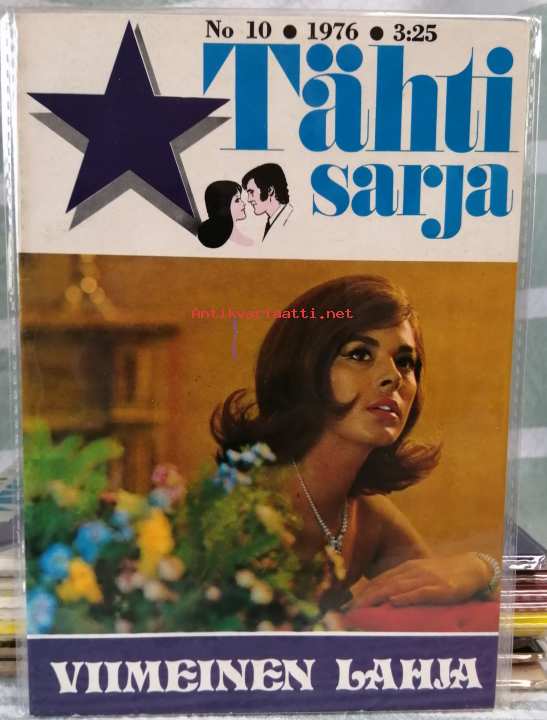 No 10 • 1976 • 3:25
Tähti
sarja
Antikvariaatti.net
VIIMEINEN LAHJA